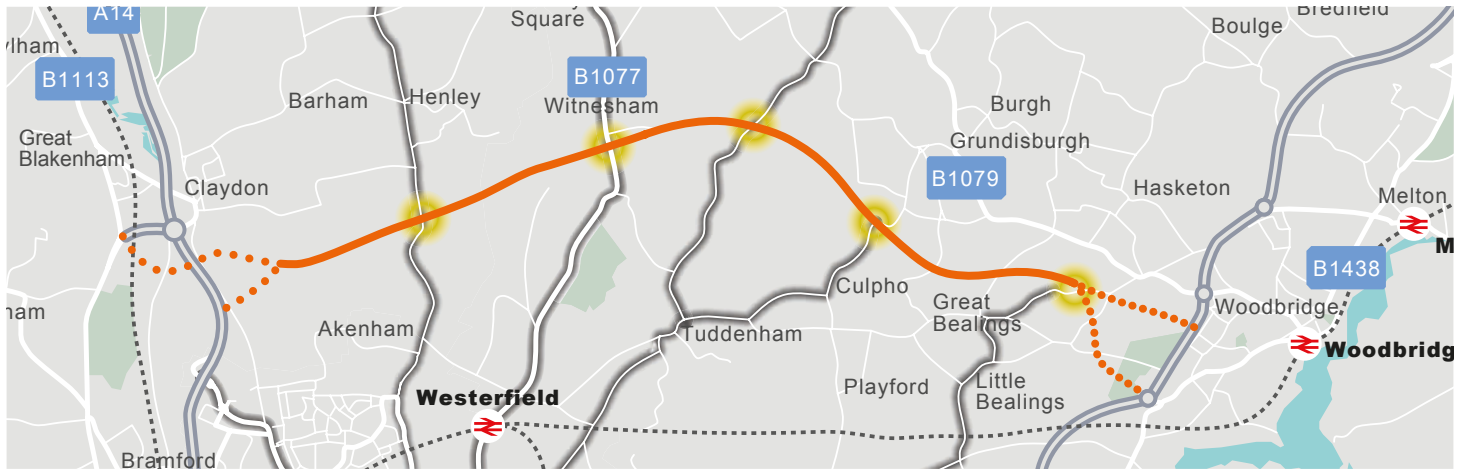 A14
Square
Boulge
B1113
B1077
Barham
Henley
Witnesham
Burgh
Great
Blakenham
Grundisburgh
Claydon
B1079
Hasketon
Melton
B1438
Culpho
Great
Bealings
Woodbridge
Akenham
Tuddenham
Woodbridg
Playford
Little
Bealings
Westerfield
Bramford